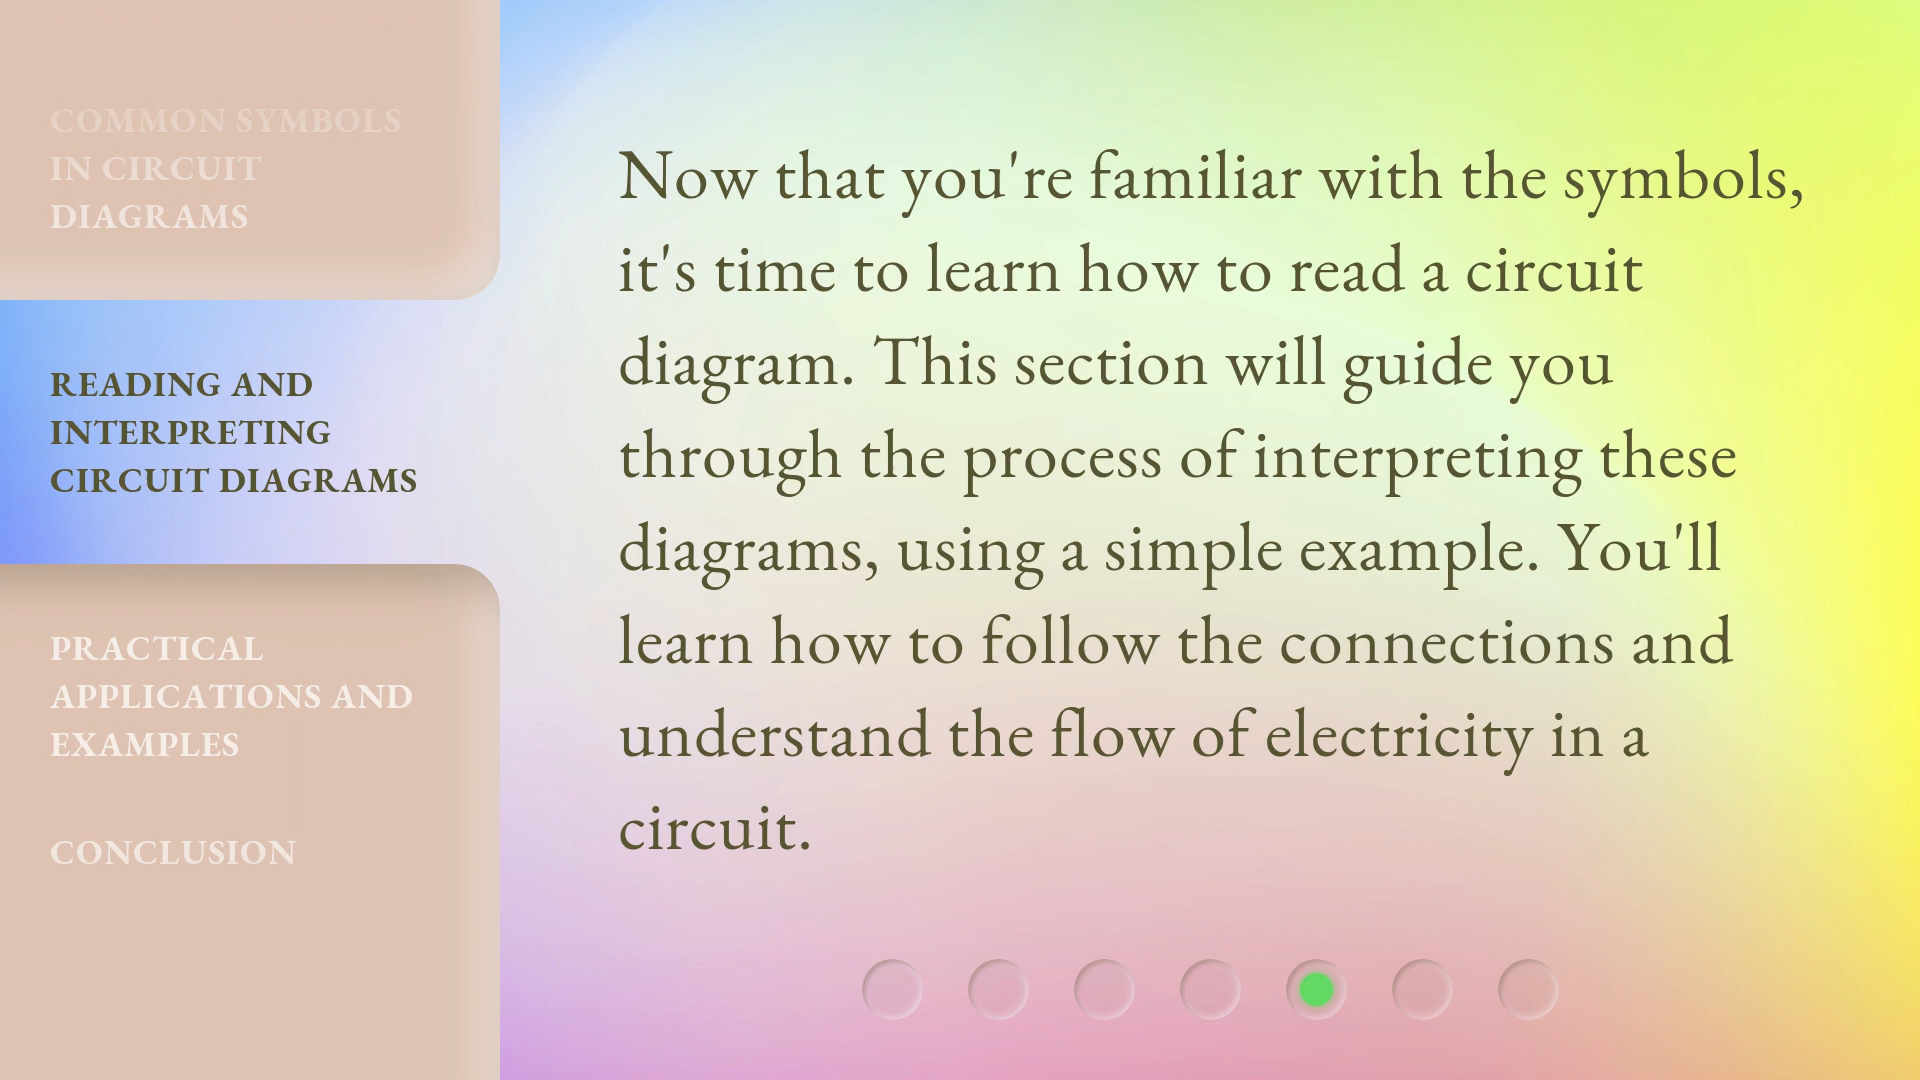 COMMON SYMBOLS
IN CIRCUIT
DIAGRAMS
READING AND
INTERPRETING
CIRCUIT DIAGRAMS
PRACTICAL
APPLICATIONS AND
EXAMPLES
CONCLUSION
Now that you're familiar with the symbols,
it's time to learn how to read a circuit
diagram. This section will guide you
through the process of interpreting these
diagrams, using a simple example. You'll
learn how to follow the connections and
understand the flow of electricity in a
circuit.